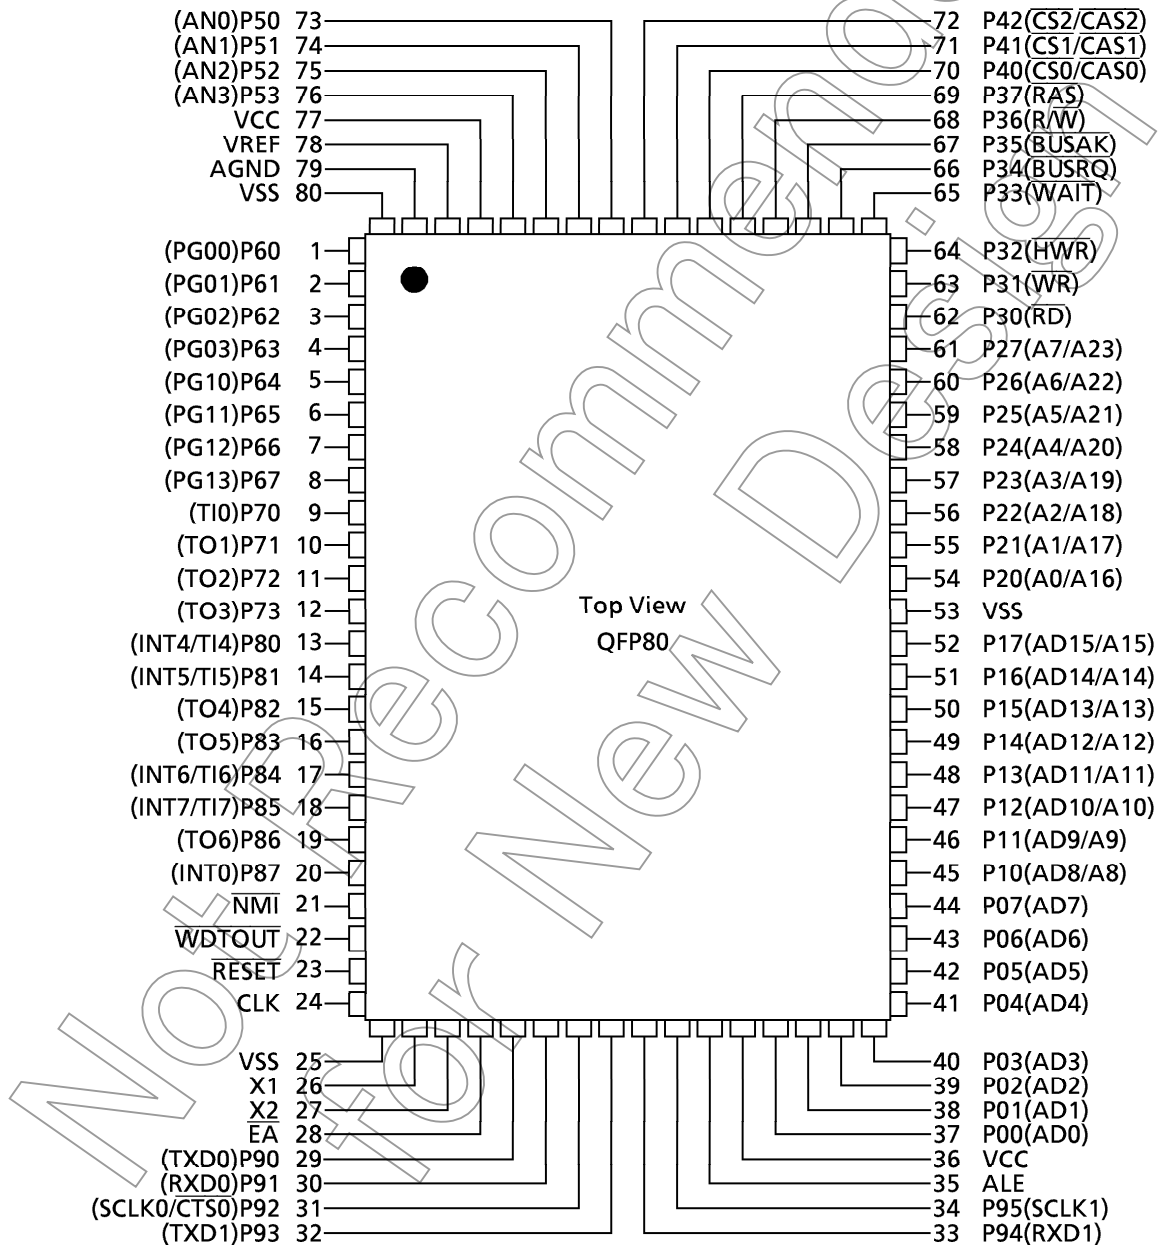 (AN0)P50 73
(AN1)P51 74
(AN2)P52 75
(AN3)P53 76
VCC 77
VREF 78
AGND 79
VSS 80
72 P42(CS2/CAS2)
71 P41(CS1/CAS1)
70 P40(CS0/CAS0)
69 P37(RAS)
68 P36(R/W)
67 P35(BUSAK)
66 P34(BUSRQ)
65 P33(WAIT)
(PG00)P60 1
(PG01)P61 2
(PG02)P62 3
(PG03)P63 4
(PG10)P64 5
(PG11)P65 6
(PG12)P66 7
(PG13)P67 8
(TI0)P70 9
(TO1)P71 10
(TO2)P72 11
(TO3)P73 12
(INT4/TI4)P80 13
(INT5/TI5)P81 14
(TO4)P82 15
(TO5)P83 16
(INT6/TI6)P84 17
(INT7/TI7)P85 18
(TO6)P86 19
(INT0)P87 20
NMI 21
WDTOUT 22
RESET 23
CLK 24
Top View
QFP80
64 P32(HWR)
63 P31(WR)
62 P30(RD)
61 P27(A7/A23)
60 P26(A6/A22)
59 P25(A5/A21)
58 P24(A4/A20)
57 P23(A3/A19)
56 P22(A2/A18)
55 P21(A1/A17)
54 P20(A0/A16)
53 VSS
52 P17(AD15/A15)
51 P16(AD14/A14)
50 P15(AD13/A13)
49 P14(AD12/A12)
48 P13(AD11/A11)
47 P12(AD10/A10)
46 P11(AD9/A9)
45 P10(AD8/A8)
44 P07(AD7)
43 P06(AD6)
42 P05(AD5)
41 P04(AD4)
VSS 25
X1 26
X2 27
EA 28
(TXD0)P90 29
(RXD0)P91 30
(SCLK0/CTS0)P92 31
(TXD1)P93 32
40 P03(AD3)
39 P02(AD2)
38 P01(AD1)
37 P00(AD0)
36 VCC
35 ALE
34 P95(SCLK1)
33 P94(RXD1)
Not Recommend
for New Design